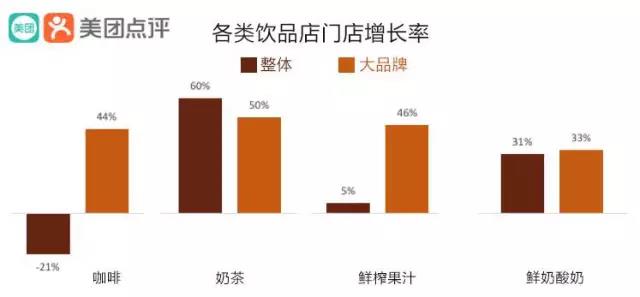 美团 美团点评
各类饮品店门店增长率
整体 大品牌
44%
-21%
咖啡
60%
50%
奶茶
5%
46%
鲜榨果汁
31%
33%
鲜奶酸奶